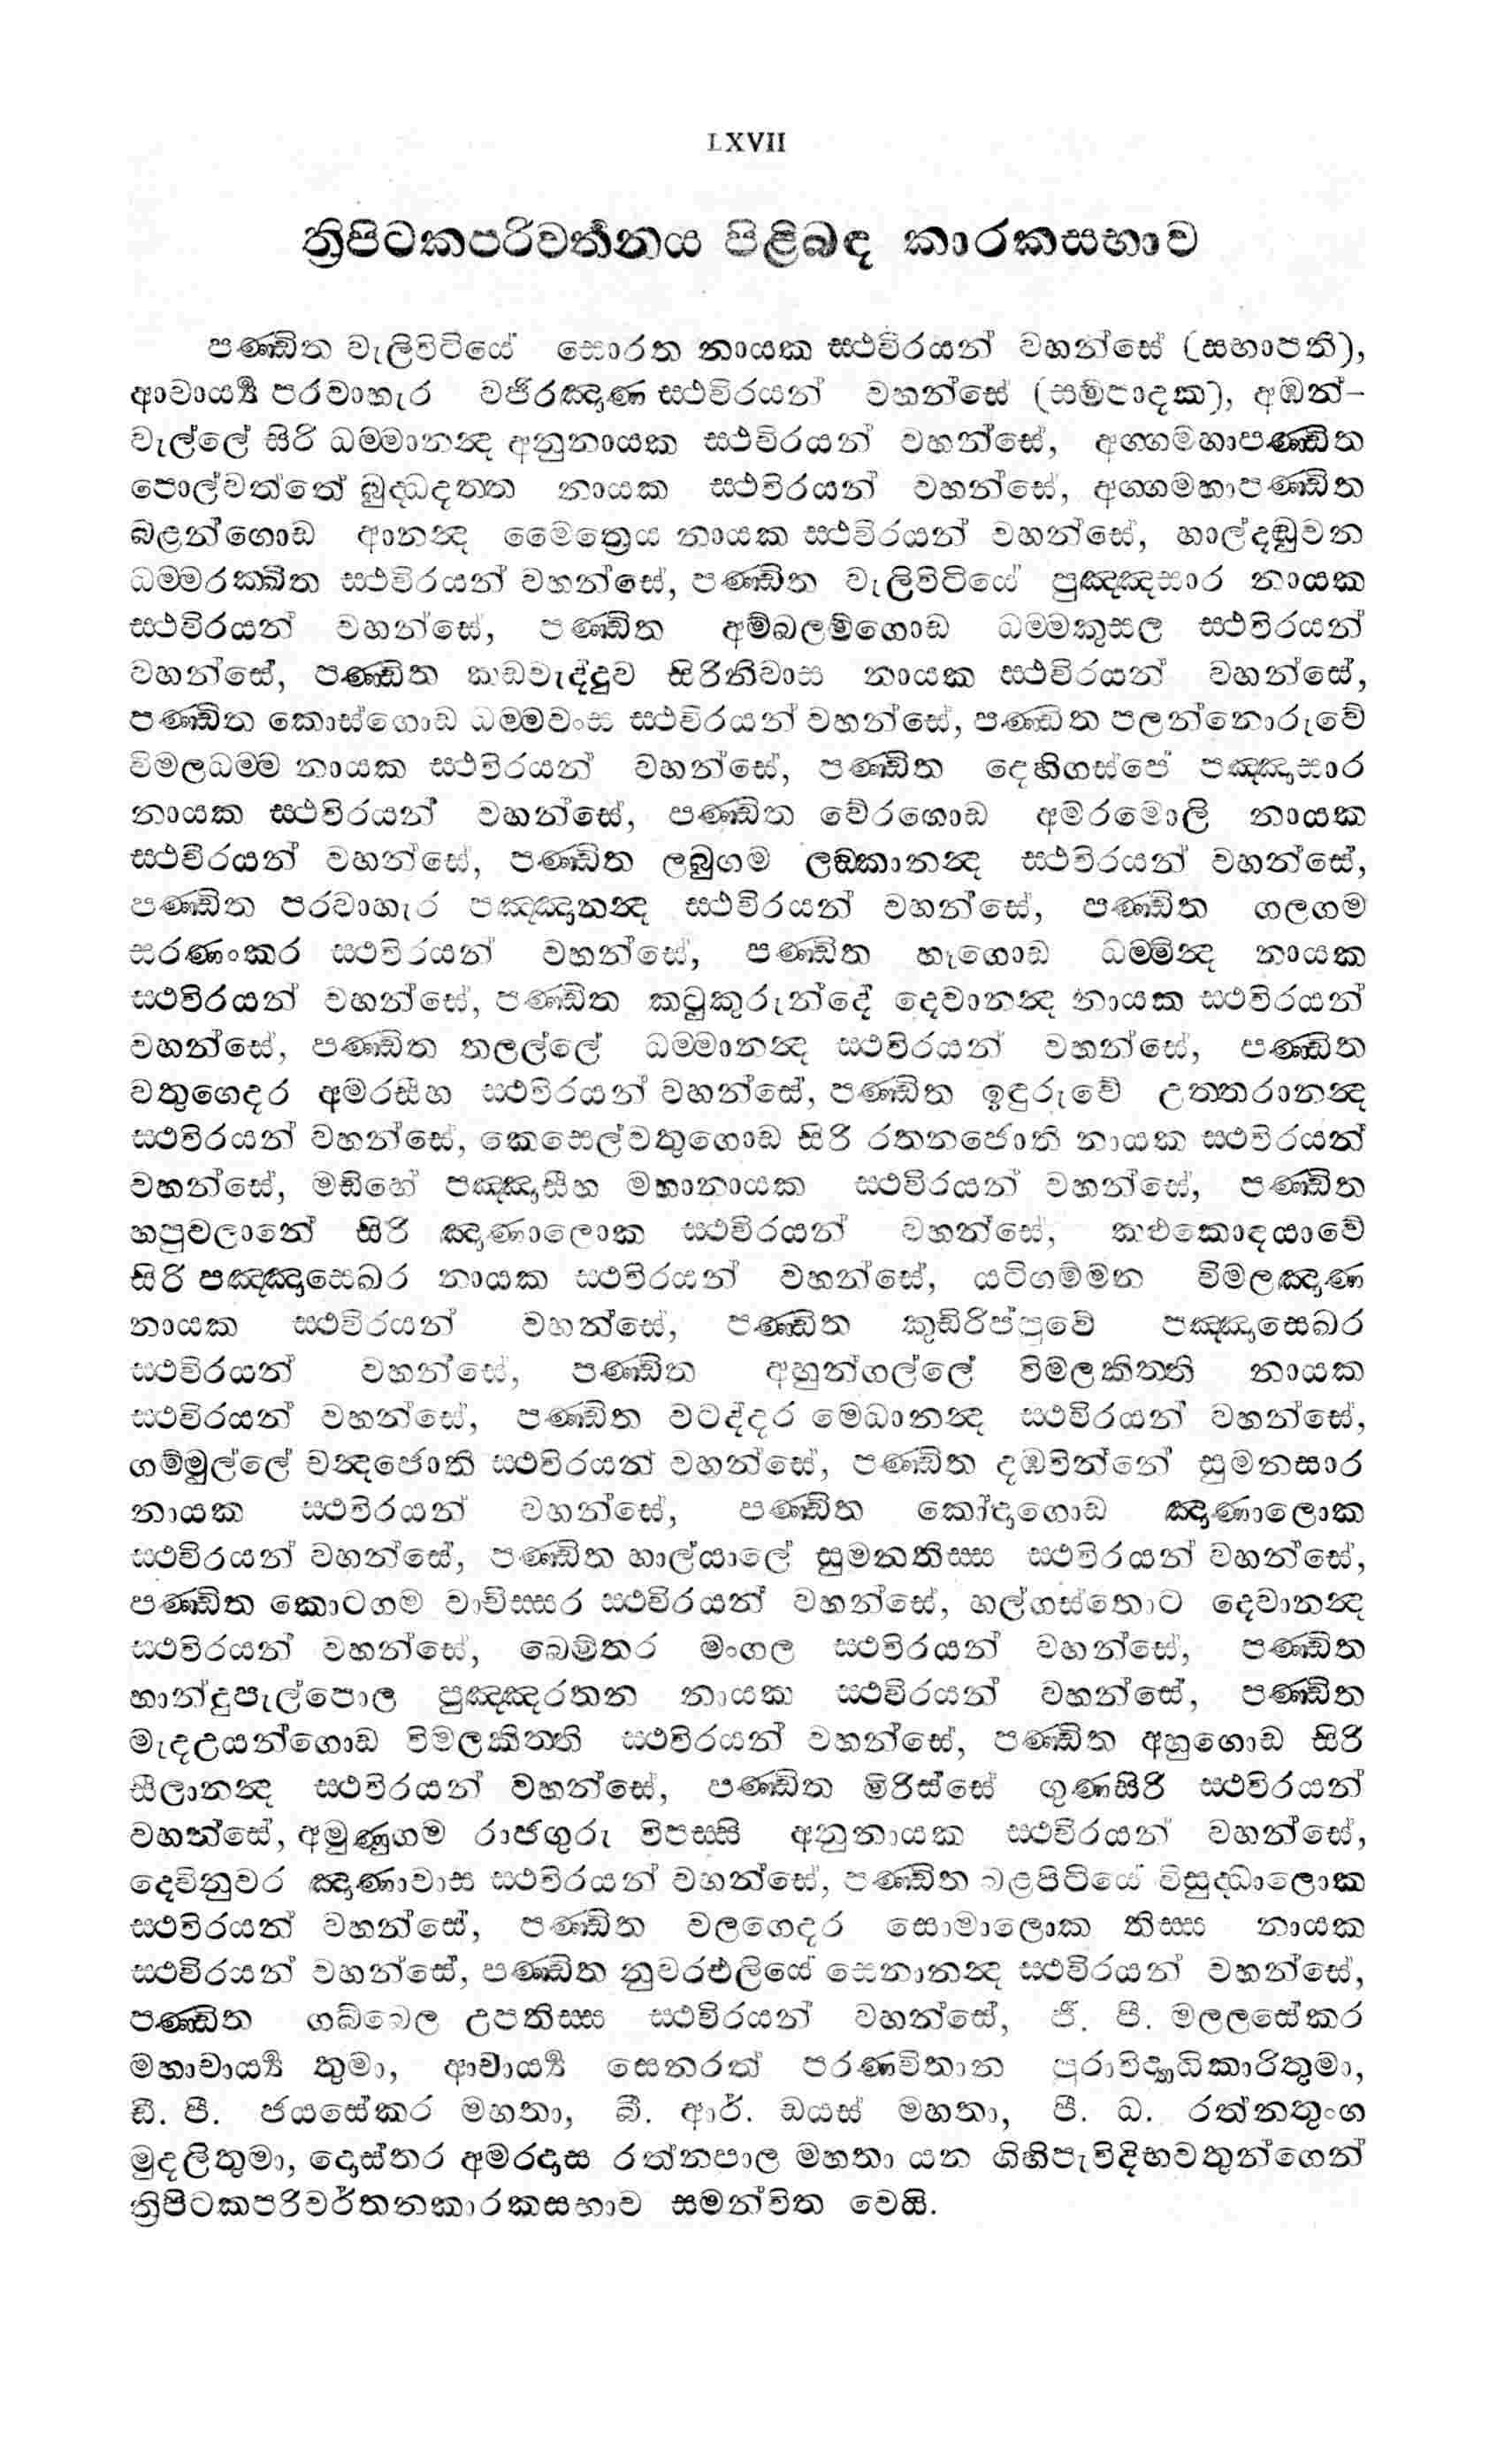 LXVII
ත්‍රිපිටකපරිවර්‍තනය පිළිබඳ කාරකසභාව
පණ්ඩිත වැලිවිටියේ සොරත නායක ස්ථවිරයන් වහන්සේ (සභාපති),
ආචාර්‍ය්‍ය පරවාහැර වජිරඤාණ ස්ථවිරයන් වහන්සේ (සම්පාදක), අඹන්-
වැල්ලේ සිරි ධම්මානන්‍ද අනුනායක ස්ථවිරයන් වහන්සේ, අග්ගමහාපණ්ඩිත
පොල්වත්තේ බුද්ධදත්ත නායක ස්ථවිරයන් වහන්සේ, අග්ගමහාපණ්ඩිත
බළන්ගොඩ ආනන්‍ද මෛත්‍රෙය නායක ස්ථවිරයන් වහන්සේ, හාල්දඬුවන
ධම්මරක්ඛිත ස්ථවිරයන් වහන්සේ, පණ්ඩිත වැලිවිටියේ පුඤ්ඤසාර නායක
ස්ථවිරයන් වහන්සේ, පණ්ඩිත අම්බලම්ගොඩ ධම්මකුසල ස්ථවිරයන්
වහන්සේ, පණ්ඩිත කඩවැද්දුව සිරිනිවාස නායක ස්ථවිරයන් වහන්සේ,
පණ්ඩිත කොස්ගොඩ ධම්මවංස ස්ථවිරයන් වහන්සේ, පණ්ඩිත පලන්නොරුවේ
විමලධම්ම නායක ස්ථවිරයන් වහන්සේ, පණ්ඩිත දෙහිගස්පේ පඤ්ඤාසාර
නායක ස්ථවිරයන් වහන්සේ, පණ්ඩිත වේරගොඩ අමරමොලි නායක
ස්ථවිරයන් වහන්සේ, පණ්ඩිත ලබුගම ලඞ්කානන්‍ද ස්ථවිරයන් වහන්සේ,
පණ්ඩිත පරවාහැර පඤ්ඤානන්‍ද ස්ථවිරයන් වහන්සේ, පණ්ඩිත ගලගම
සරණංකර ස්ථවිරයන් වහන්සේ, පණ්ඩිත හෑගොඩ ධම්මින්‍ද නායක
ස්ථවිරයන් වහන්සේ, පණ්ඩිත කටුකුරුන්දේ දෙවානන්‍ද නායක ස්ථවිරයන්
වහන්සේ, පණ්ඩිත තලල්ලේ ධම්මානන්‍ද ස්ථවිරයන් වහන්සේ, පණ්ඩිත
වතුගෙදර අමරසීහ ස්ථවිරයන් වහන්සේ, පණ්ඩිත ඉඳුරුවේ උත්තරානන්‍ද
ස්ථවිරයන් වහන්සේ, කෙසෙල්වතුගොඩ සිරි රතනජොති නායක ස්ථවිරයන්
වහන්සේ, මඩිහේ පඤ්ඤාසීහ මහානායක ස්ථවිරයන් වහන්සේ, පණ්ඩිත
හපුවලානේ සිරි ඤාණාලොක ස්ථවිරයන් වහන්සේ, කළුකොඳයාවේ
සිරි පඤ්ඤාසෙඛර නායක ස්ථවිරයන් වහන්සේ, යටිගම්මන විමලඤාණ
නායක ස්ථවිරයන් වහන්සේ, පණ්ඩිත කුඩිරිප්පුවේ පඤ්ඤාසෙඛර
ස්ථවිරයන් වහන්සේ, පණ්ඩිත අහුන්ගල්ලේ විමලකිත්ති නායක
ස්ථවිරයන් වහන්සේ, පණ්ඩිත වටද්දර මෙධානන්‍ද ස්ථවිරයන් වහන්සේ,
ගම්මුල්ලේ චන්‍දජොති ස්ථවිරයන් වහන්සේ, පණ්ඩිත දඹවින්නේ සුමනසාර
නායක ස්ථවිරයන් වහන්සේ, පණ්ඩිත කෝදාගොඩ ඤාණාලොක
ස්ථවිරයන් වහන්සේ, පණ්ඩිත හාල්යාලේ සුමනතිස්ස ස්ථවිරයන් වහන්සේ,
පණ්ඩිත කොටගම වාචිස්සර ස්ථවිරයන් වහන්සේ, හල්ගස්තොට දෙවානන්‍ද
ස්ථවිරයන් වහන්සේ, බෙම්තර මංගල ස්ථවිරයන් වහන්සේ, පණ්ඩිත
හාන්දුපැල්පොල පුඤ්ඤරතන නායක ස්ථවිරයන් වහන්සේ, පණ්ඩිත
මැදඋයන්ගොඩ විමලකිත්ති ස්ථවිරයන් වහන්සේ, පණ්ඩිත අහුගොඩ සිරි
සීලානන්‍ද ස්ථවිරයන් වහන්සේ, පණ්ඩිත මිරිස්සේ ගුණසිරි ස්ථවිරයන්
වහන්සේ, අමුණුගම රාජගුරු විපස්සි අනුනායක ස්ථවිරයන් වහන්සේ,
දෙවිනුවර ඤාණාවාස ස්ථවිරයන් වහන්සේ, පණ්ඩිත බළපිටියේ විසුද්ධාලොක
ස්ථවිරයන් වහන්සේ, පණ්ඩිත වලගෙදර සොමාලොක තිස්ස නායක
ස්ථවිරයන් වහන්සේ, පණ්ඩිත නුවරඑලියේ සෙනානන්‍ද ස්ථවිරයන් වහන්සේ,
පණ්ඩිත ගබ්බෙල උපතිස්ස ස්ථවිරයන් වහන්සේ, ජී. පී. මලලසේකර
මහාචාර්‍ය්‍ය තුමා, ආචාර්‍ය්‍ය සෙනරත් පරණවිතාන පුරාවිද්‍යාධිකාරිතුමා,
ඩී. පී. ජයසේකර මහතා, බී. ආර්. ඩයස් මහතා, පී. ඩ. රත්නතුංග
මුදලිතුමා, දොස්තර අමරදාස රත්නපාල මහතා යන ගිහිපැවිදිභවතුන්ගෙන්
ත්‍රිපිටකපරිවර්තනකාරකසභාව සමන්විත වෙයි.